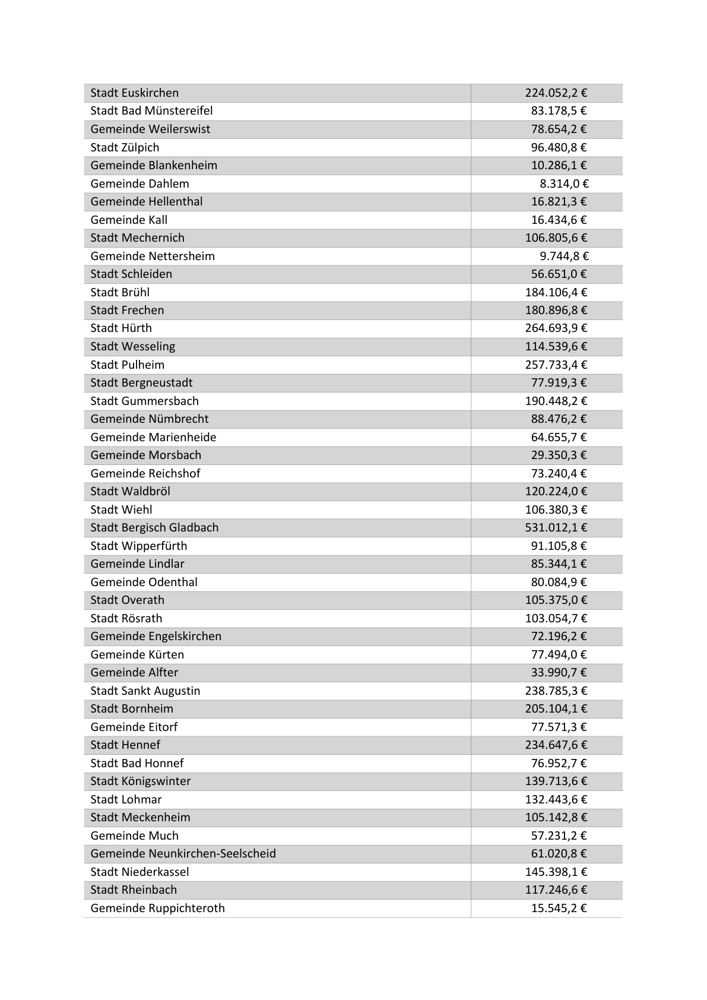 Stadt Euskirchen 224.052,2 €
Stadt Bad Münstereifel 83.178,5 €
Gemeinde Weilerswist 78.654,2 €
Stadt Zülpich 96.480,8 €
Gemeinde Blankenheim 10.286,1 €
Gemeinde Dahlem 8.314,0 €
Gemeinde Hellenthal 16.821,3 €
Gemeinde Kall 16.434,6 €
Stadt Mechernich 106.805,6 €
Gemeinde Nettersheim 9.744,8 €
Stadt Schleiden 56.651,0 €
Stadt Brühl 184.106,4 €
Stadt Frechen 180.896,8 €
Stadt Hürth 264.693,9 €
Stadt Wesseling 114.539,6 €
Stadt Pulheim 257.733,4 €
Stadt Bergneustadt 77.919,3 €
Stadt Gummersbach 190.448,2 €
Gemeinde Nümbrecht 88.476,2 €
Gemeinde Marienheide 64.655,7 €
Gemeinde Morsbach 29.350,3 €
Gemeinde Reichshof 73.240,4 €
Stadt Waldbröl 120.224,0 €
Stadt Wiehl 106.380,3 €
Stadt Bergisch Gladbach 531.012,1 €
Stadt Wipperfürth 91.105,8 €
Gemeinde Lindlar 85.344,1 €
Gemeinde Odenthal 80.084,9 €
Stadt Overath 105.375,0 €
Stadt Rösrath 103.054,7 €
Gemeinde Engelskirchen 72.196,2 €
Gemeinde Kürten 77.494,0 €
Gemeinde Alfter 33.990,7 €
Stadt Sankt Augustin 238.785,3 €
Stadt Bornheim 205.104,1 €
Gemeinde Eitorf 77.571,3 €
Stadt Hennef 234.647,6 €
Stadt Bad Honnef 76.952,7 €
Stadt Königswinter 139.713,6 €
Stadt Lohmar 132.443,6 €
Stadt Meckenheim 105.142,8 €
Gemeinde Much 57.231,2 €
Gemeinde Neunkirchen-Seelscheid 61.020,8 €
Stadt Niederkassel 145.398,1 €
Stadt Rheinbach 117.246,6 €
Gemeinde Ruppichteroth 15.545,2 €